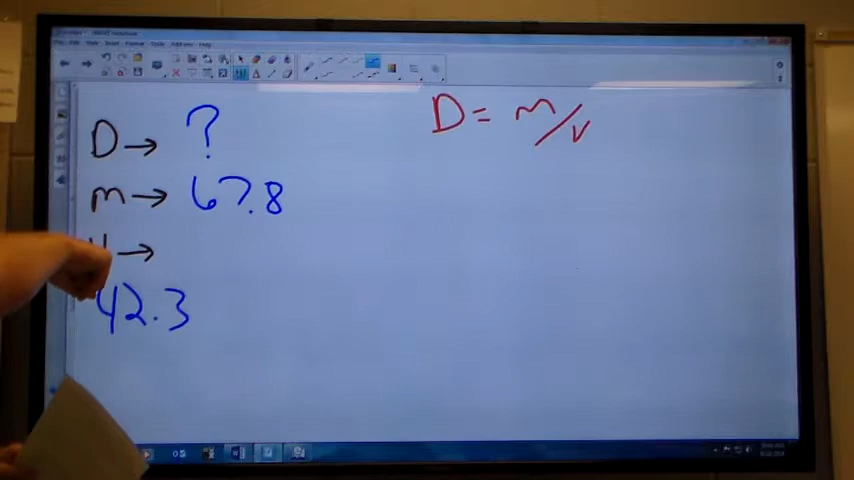 D → ?
D = m/v
m → 67.8
→
42.3